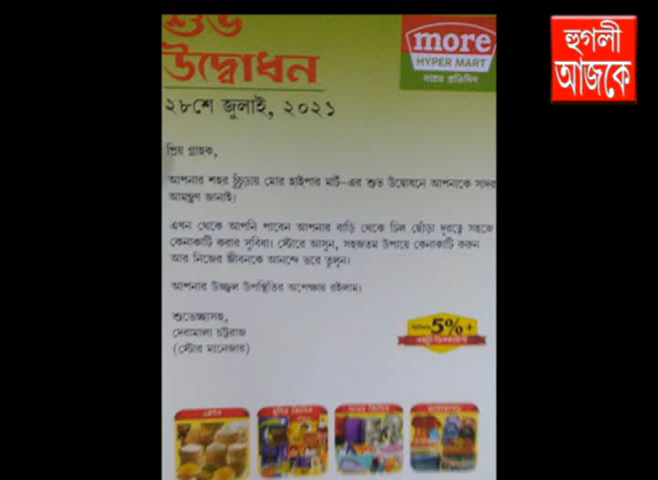 শুভ
উদ্বোধন
২৮শে জুলাই, ২০২১
more
HYPER MART
হুগলী
আজকে
প্রিয় গ্রাহক,
আপনার শহর চুঁচুড়ায় মোর হাইপার মার্ট-এর শুভ উদ্বোধনে আপনাকে সাদর
আমন্ত্রণ জানাই।
এখন থেকে আপনি পাবেন আপনার বাড়ি থেকে ঢিল ছোঁড়া দূরত্বে সহজে
কেনাকাটি করার সুবিধা। স্টোরে আসুন, সহজতম উপায়ে কেনাকাটি করুন
আর নিজের জীবনকে আনন্দে ভরে তুলুন।
আপনার উজ্জ্বল উপস্থিতির অপেক্ষায় রইলাম।
শুভেচ্ছাসহ,
দেবামালা চট্টরাজ
(স্টোর মানেজার)
5%+